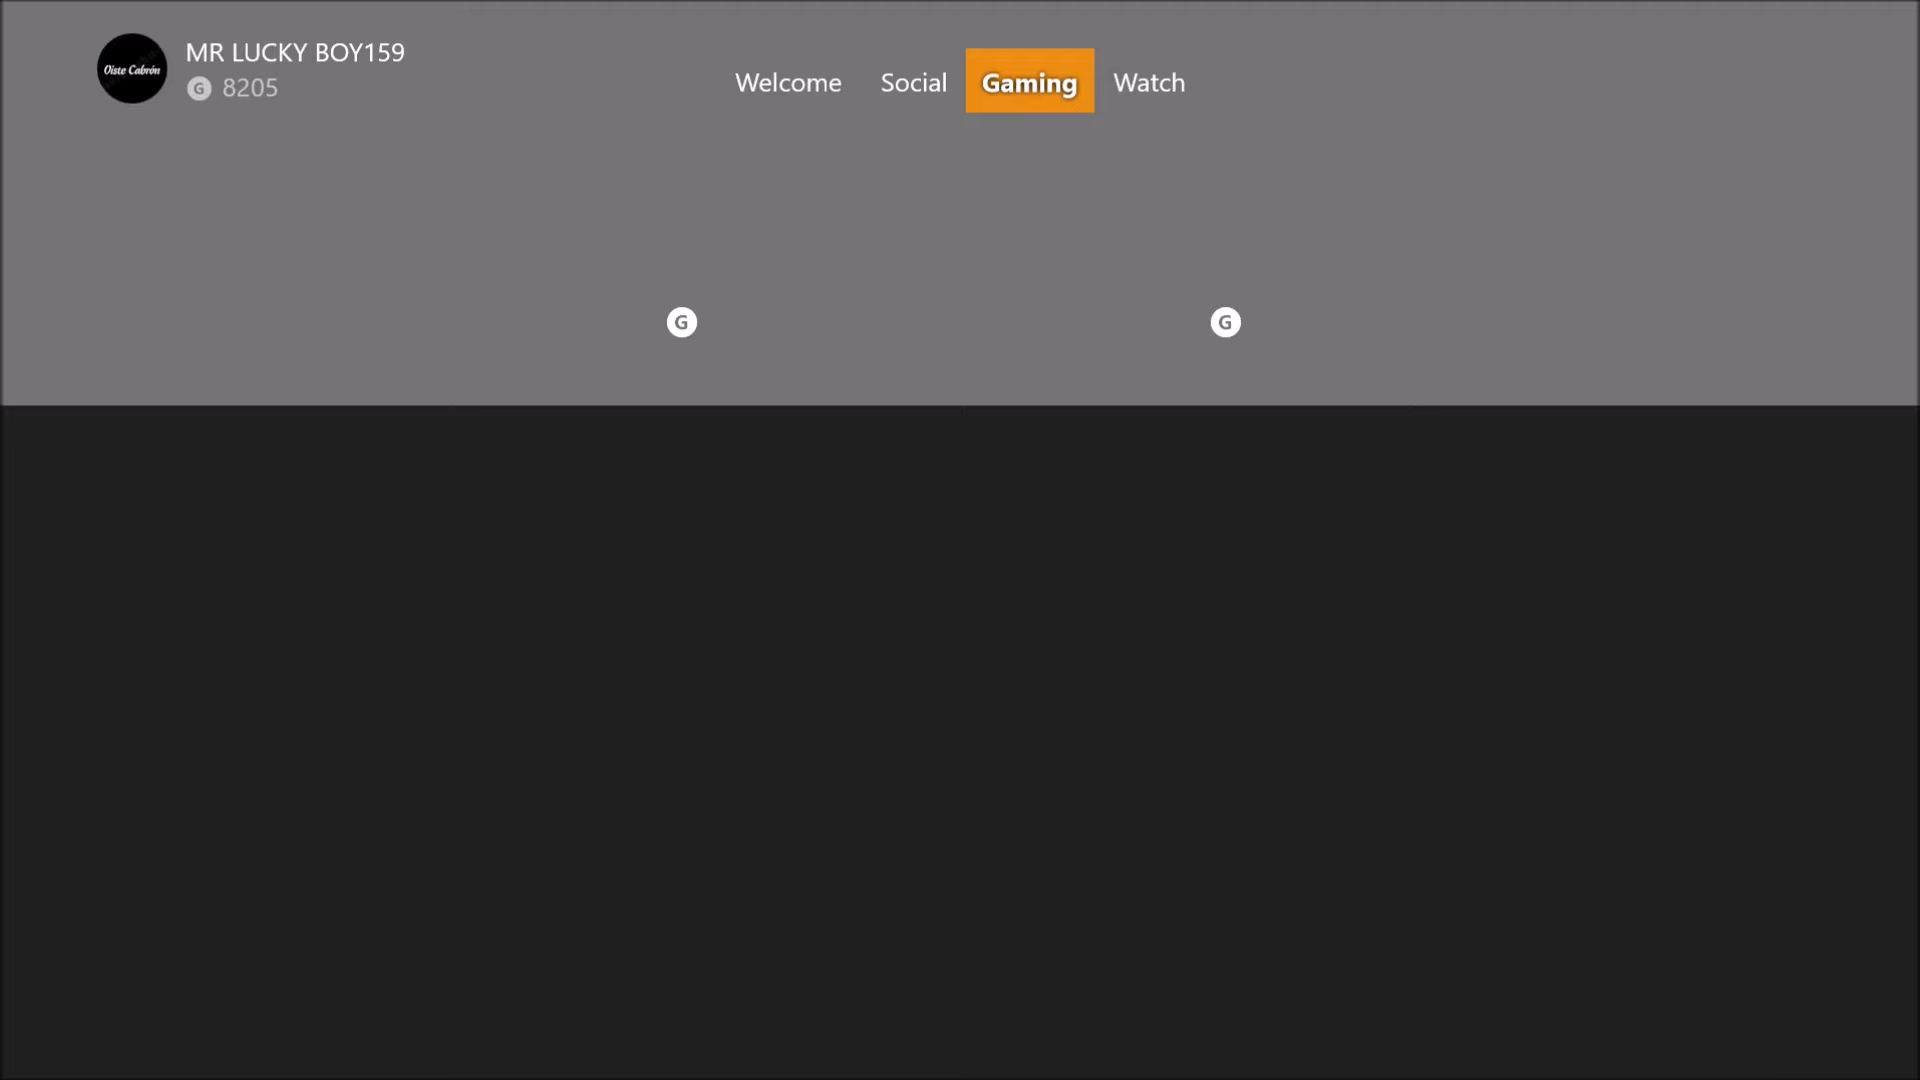 Oiste Cabrón
MR LUCKY BOY159
G 8205
Welcome Social Gaming Watch
G G